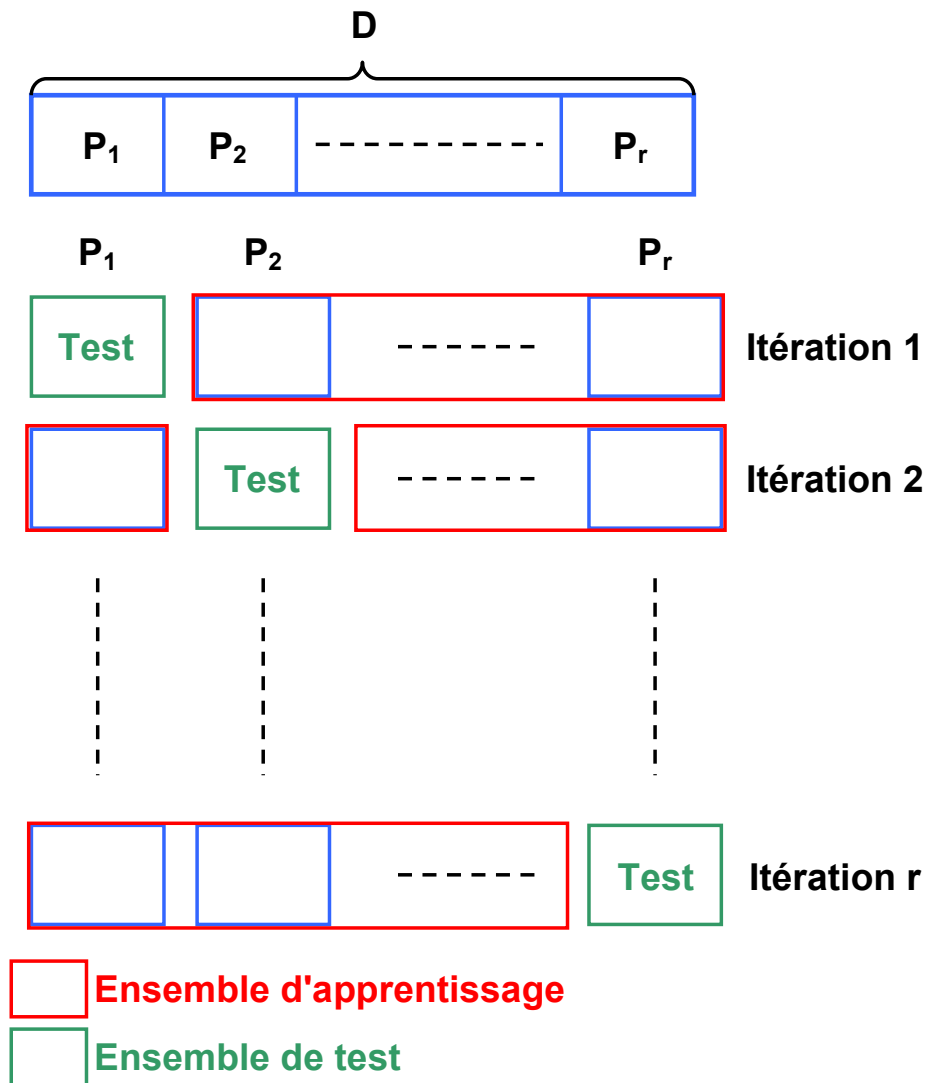 D
P₁ P₂ Pᵣ
P₁ P₂ Pᵣ
Test Itération 1
Test Itération 2
Test Itération r
Ensemble d'apprentissage
Ensemble de test